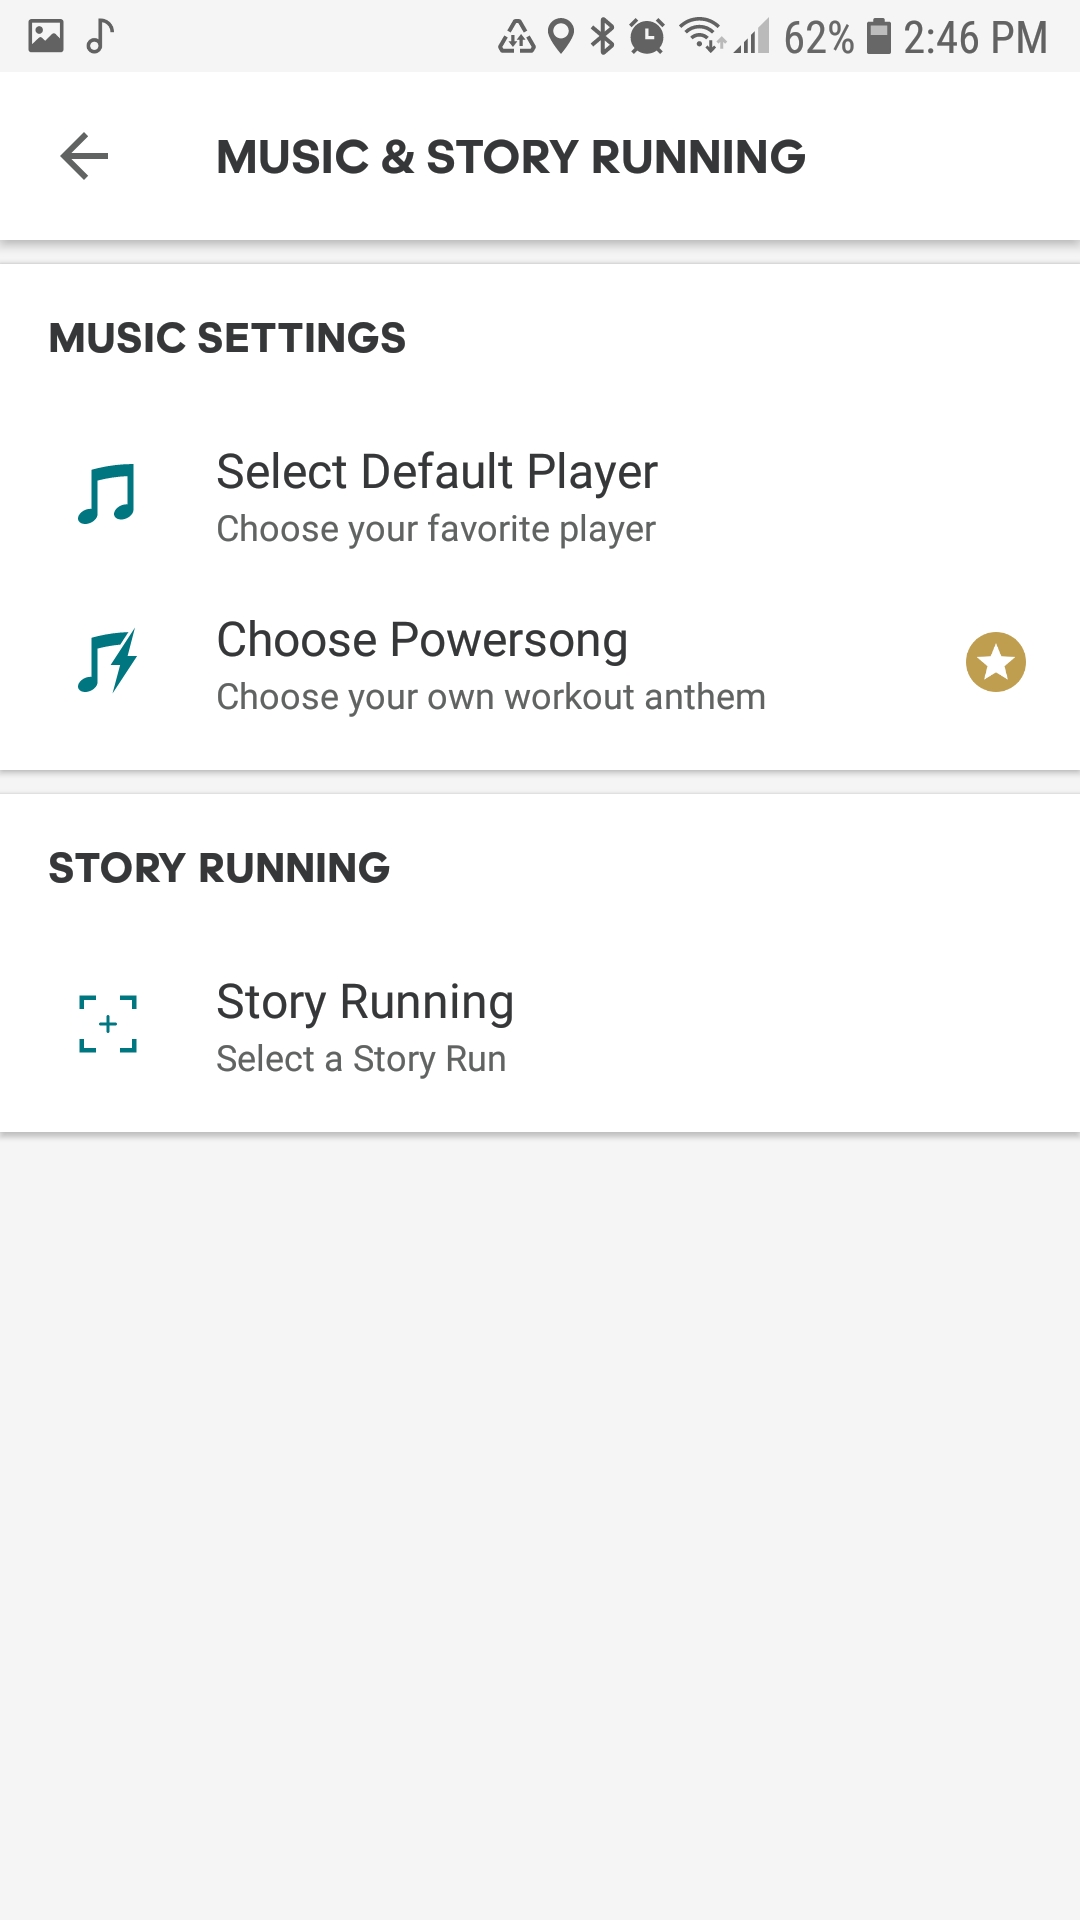 62% 2:46 PM
MUSIC & STORY RUNNING
MUSIC SETTINGS
Select Default Player
Choose your favorite player
Choose Powersong
Choose your own workout anthem
STORY RUNNING
Story Running
Select a Story Run